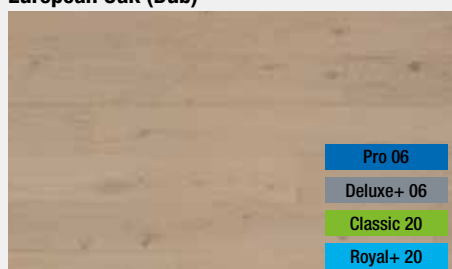 European Oak (Dub)
Pro 06
Deluxe+ 06
Classic 20
Royal+ 20